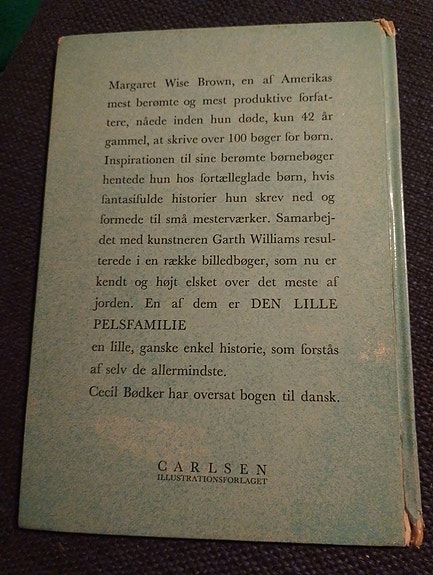 Margaret Wise Brown, en af Amerikas
mest berømte og mest produktive forfat-
tere, nåede inden hun døde, kun 42 år
gammel, at skrive over 100 bøger for børn.
Inspirationen til sine berømte børnebøger
hentede hun hos fortælleglade børn, hvis
fantasifulde historier hun skrev ned og
formede til små mesterværker. Samarbej-
det med kunstneren Garth Williams resul-
terede i en række billedbøger, som nu er
kendt og højt elsket over det meste af
jorden. En af dem er DEN LILLE
PELSFAMILIE
en lille, ganske enkel historie, som forstås
af selv de allermindste.
Cecil Bødker har oversat bogen til dansk.
CARLSEN
ILLUSTRATIONSFORLAGET